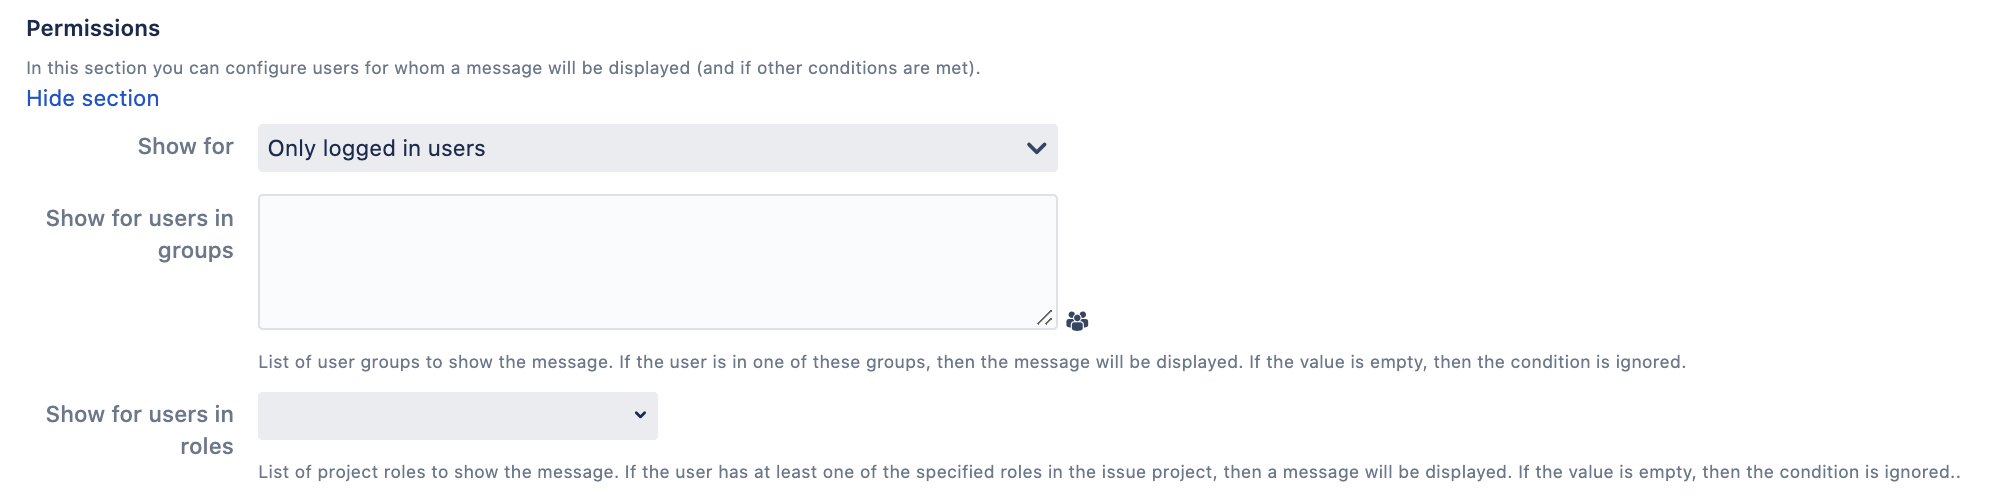 Permissions
In this section you can configure users for whom a message will be displayed (and if other conditions are met).
Hide section
Show for
Only logged in users
Show for users in
groups
List of user groups to show the message. If the user is in one of these groups, then the message will be displayed. If the value is empty, then the condition is ignored.
Show for users in
roles
List of project roles to show the message. If the user has at least one of the specified roles in the issue project, then a message will be displayed. If the value is empty, then the condition is ignored..